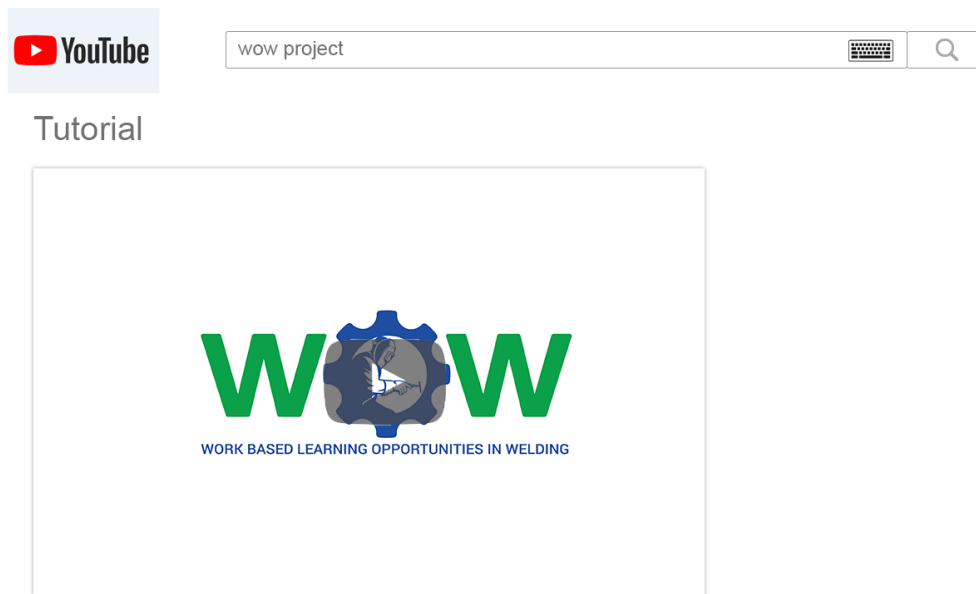 YouTube
wow project
Tutorial
WOW
WORK BASED LEARNING OPPORTUNITIES IN WELDING